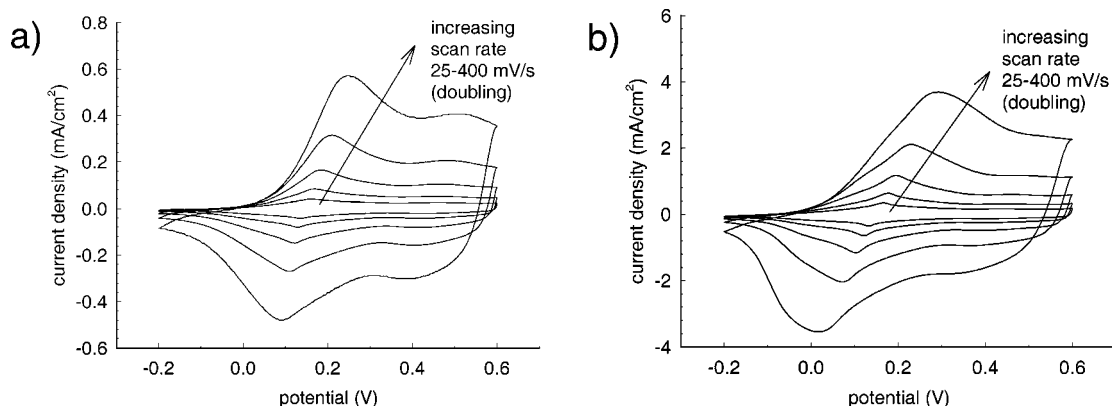 a)
increasing
scan rate
25-400 mV/s
(doubling)
0.8
0.6
0.4
0.2
0.0
-0.2
-0.4
-0.6
current density (mA/cm²)
-0.2 0.0 0.2 0.4 0.6
potential (V)
b)
increasing
scan rate
25-400 mV/s
(doubling)
6
4
2
0
-2
-4
current density (mA/cm²)
-0.2 0.0 0.2 0.4 0.6
potential (V)